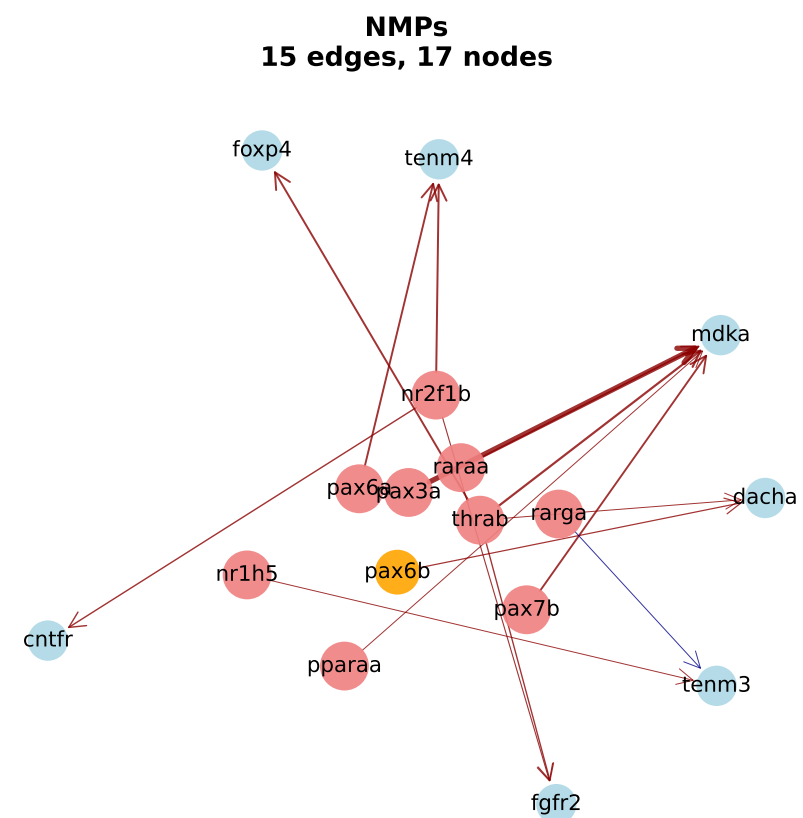 NMPs
15 edges, 17 nodes
foxp4
tenm4
mdka
nr2f1b
raraa
pax6a
pax3a
dacha
thrab
rarga
nr1h5
pax6b
pax7b
cntfr
pparaa
tenm3
fgfr2